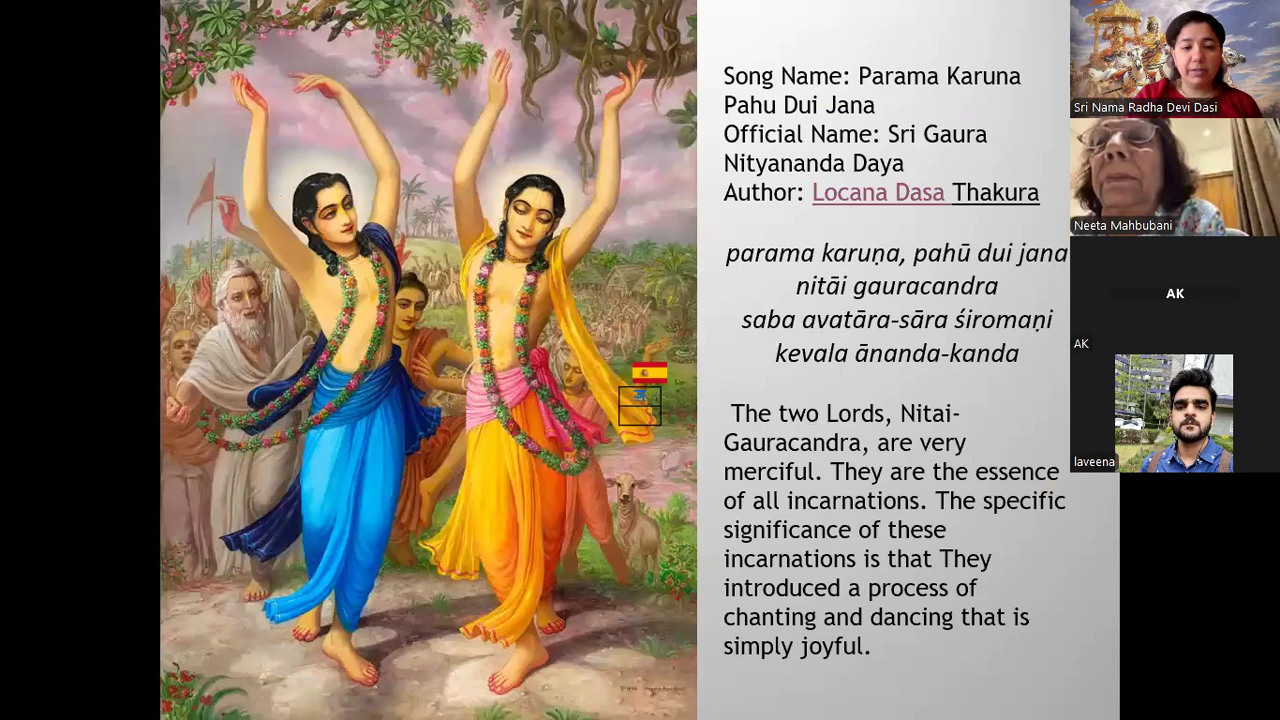 Song Name: Parama Karuna
Pahu Dui Jana
Official Name: Sri Gaura
Nityananda Daya
Author: Locana Dasa Thakura
parama karuṇa, pahū dui jana
nitāi gauracandra
saba avatāra-sāra śiromaṇi
kevala ānanda-kanda
The two Lords, Nitai-
Gauracandra, are very
merciful. They are the essence
of all incarnations. The specific
significance of these
incarnations is that They
introduced a process of
chanting and dancing that is
simply joyful.
Sri Nama Radha Devi Dasi
Neeta Mahbubani
AK
AK
laveena